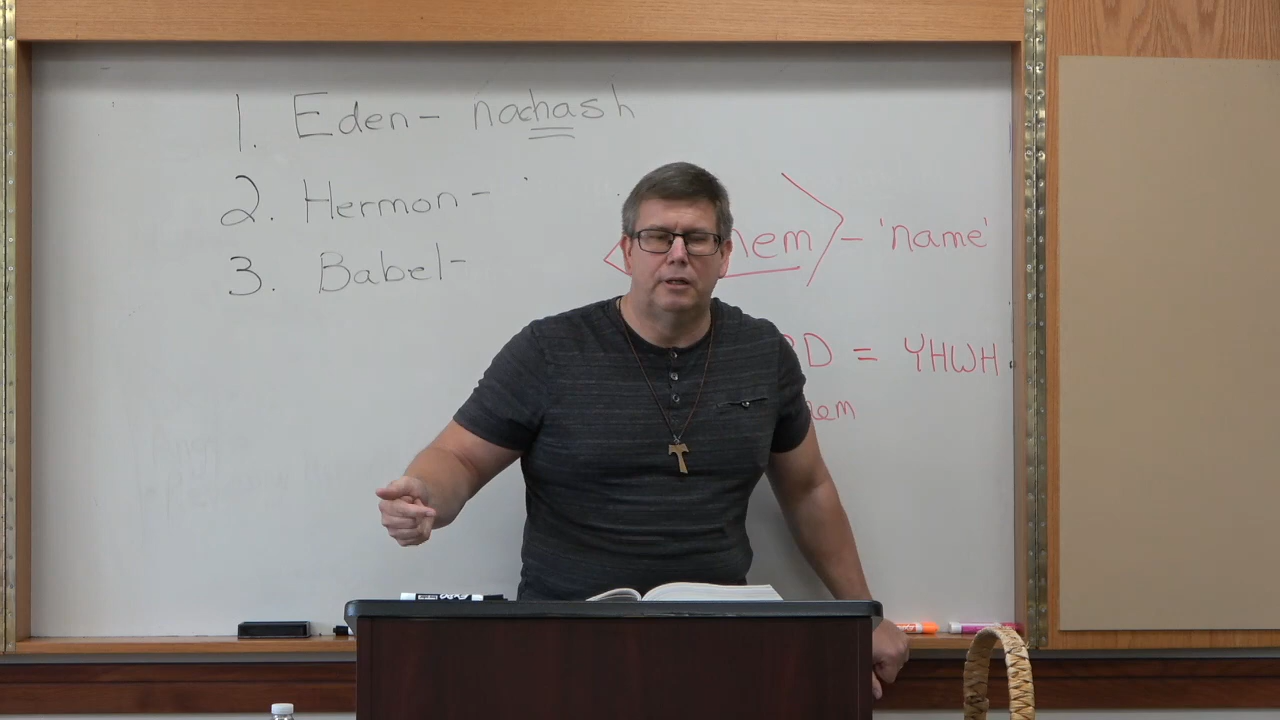 1. Eden- nachash
2. Hermon-
- 'name'
3. Babel-
= YHWH